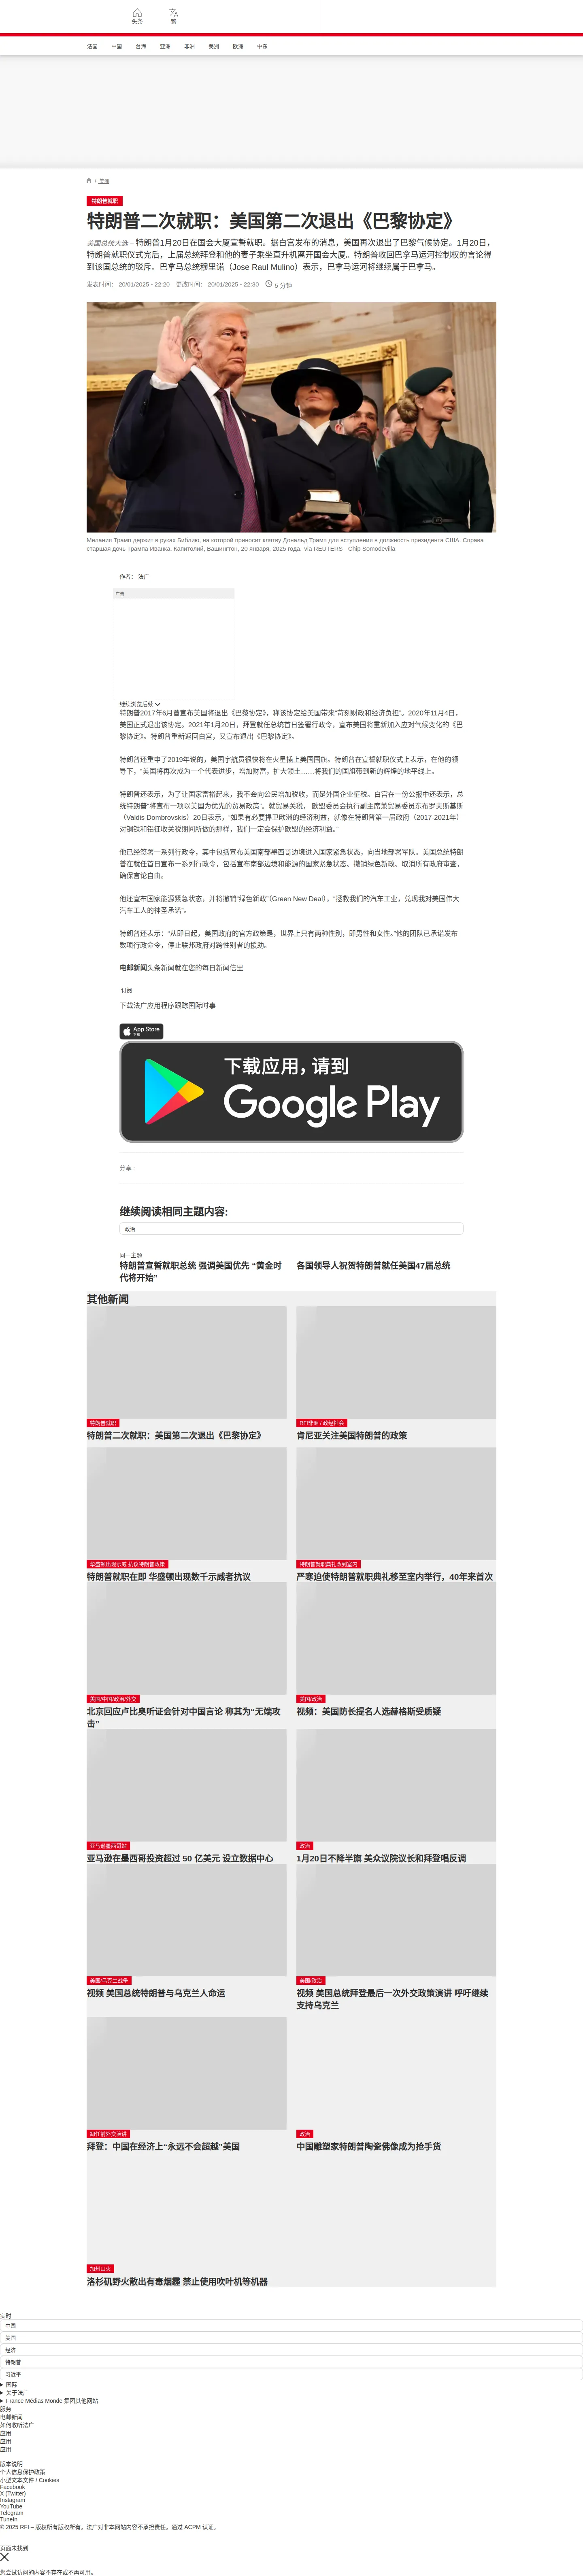 头条
繁
法国
中国
台海
亚洲
非洲
美洲
欧洲
中东
/ 美洲
特朗普就职
特朗普二次就职：美国第二次退出《巴黎协定》
美国总统大选 – 特朗普1月20日在国会大厦宣誓就职。据白宫发布的消息，美国再次退出了巴黎气候协定。1月20日，
特朗普就职仪式完后，上届总统拜登和他的妻子乘坐直升机离开国会大厦。特朗普收回巴拿马运河控制权的言论得
到该国总统的驳斥。巴拿马总统穆里诺（Jose Raul Mulino）表示，巴拿马运河将继续属于巴拿马。
发表时间： 20/01/2025 - 22:20 更改时间： 20/01/2025 - 22:30 5 分钟
Мелания Трамп держит в руках Библию, на которой приносит клятву Дональд Трамп для вступления в должность президента США. Справа
старшая дочь Трампа Иванка. Капитолий, Вашингтон, 20 января, 2025 года. via REUTERS - Chip Somodevilla
作者： 法广
广告
继续浏览后续
特朗普2017年6月曾宣布美国将退出《巴黎协定》，称该协定给美国带来“苛刻财政和经济负担”。2020年11月4日，
美国正式退出该协定。2021年1月20日，拜登就任总统首日签署行政令，宣布美国将重新加入应对气候变化的《巴
黎协定》。特朗普重新返回白宫，又宣布退出《巴黎协定》。
特朗普还重申了2019年说的，美国宇航员很快将在火星插上美国国旗。特朗普在宣誓就职仪式上表示，在他的领
导下，“美国将再次成为一个代表进步，增加财富，扩大领土……将我们的国旗带到新的辉煌的地平线上。
特朗普还表示，为了让国家富裕起来，我不会向公民增加税收，而是外国企业征税。白宫在一份公报中还表示，总
统特朗普“将宣布一项以美国为优先的贸易政策”。就贸易关税， 欧盟委员会执行副主席兼贸易委员东布罗夫斯基斯
（Valdis Dombrovskis）20日表示，“如果有必要捍卫欧洲的经济利益，就像在特朗普第一届政府（2017-2021年）
对钢铁和铝征收关税期间所做的那样，我们一定会保护欧盟的经济利益。”
他已经签署一系列行政令，其中包括宣布美国南部墨西哥边境进入国家紧急状态，向当地部署军队。美国总统特朗
普在就任首日宣布一系列行政令，包括宣布南部边境和能源的国家紧急状态、撤销绿色新政、取消所有政府审查，
确保言论自由。
他还宣布国家能源紧急状态，并将撤销“绿色新政”（Green New Deal），“拯救我们的汽车工业，兑现我对美国伟大
汽车工人的神圣承诺”。
特朗普还表示：“从即日起，美国政府的官方政策是，世界上只有两种性别，即男性和女性。”他的团队已承诺发布
数项行政命令，停止联邦政府对跨性别者的援助。
电邮新闻头条新闻就在您的每日新闻信里
订阅
下载法广应用程序跟踪国际时事
App Store
下载
下载应用，请到
Google Play
分享 :
继续阅读相同主题内容:
政治
同一主题
特朗普宣誓就职总统 强调美国优先 “黄金时
代将开始”
各国领导人祝贺特朗普就任美国47届总统
其他新闻
特朗普就职
特朗普二次就职：美国第二次退出《巴黎协定》
RFI非洲 / 政经社会
肯尼亚关注美国特朗普的政策
华盛顿出现示威 抗议特朗普政策
特朗普就职在即 华盛顿出现数千示威者抗议
特朗普就职典礼改到室内
严寒迫使特朗普就职典礼移至室内举行，40年来首次
美国/中国/政治/外交
北京回应卢比奥听证会针对中国言论 称其为“无端攻
击”
美国/政治
视频：美国防长提名人选赫格斯受质疑
亚马逊墨西哥站
亚马逊在墨西哥投资超过 50 亿美元 设立数据中心
政治
1月20日不降半旗 美众议院议长和拜登唱反调
美国/乌克兰战争
视频 美国总统特朗普与乌克兰人命运
美国/政治
视频 美国总统拜登最后一次外交政策演讲 呼吁继续
支持乌克兰
卸任前外交演讲
拜登：中国在经济上“永远不会超越”美国
政治
中国雕塑家特朗普陶瓷佛像成为抢手货
加州山火
洛杉矶野火散出有毒烟霾 禁止使用吹叶机等机器
实时
中国
美国
经济
特朗普
习近平
国际
关于法广
France Médias Monde 集团其他网站
服务
电邮新闻
如何收听法广
应用
应用
应用
版本说明
个人信息保护政策
小型文本文件 / Cookies
Facebook
X (Twitter)
Instagram
YouTube
Telegram
TuneIn
© 2025 RFI – 版权所有版权所有。法广对非本网站内容不承担责任。通过 ACPM 认证。
页面未找到
您尝试访问的内容不存在或不再可用。